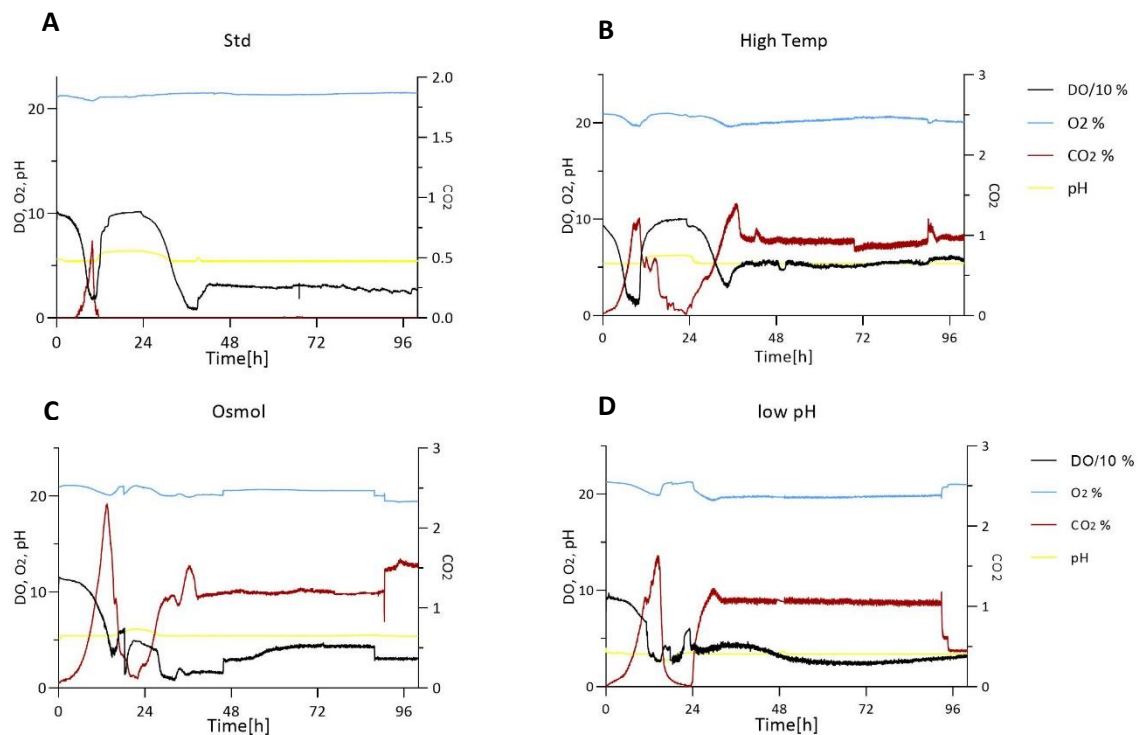 A
Std
DO, O2, pH
20
10
0
2.0
1.5
1
0.5
0.0
CO2
0 24 48 72 96
Time[h]
B
High Temp
DO, O2, pH
20
10
0
3
2
1
0
CO2
0 24 48 72 96
Time[h]
DO/10 %
O2 %
CO2 %
pH
C
Osmol
DO, O2, pH
20
10
0
3
2
1
0
CO2
0 24 48 72 96
Time[h]
D
low pH
DO, O2, pH
20
10
0
3
2
1
0
CO2
0 24 48 72 96
Time[h]
DO/10 %
O2 %
CO2 %
pH